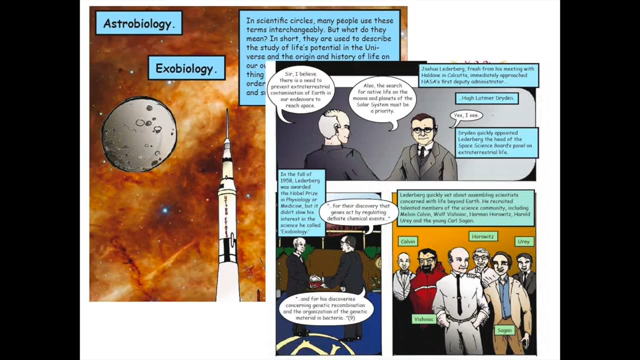 Astrobiology.
Exobiology.
In scientific circles, many people use these
terms interchangeably. But what do they
mean? In short, they are used to describe
the study of life's potential in the Uni-
verse and the origin and history of life on
our o
thing
order
and s
Sir, I believe
there is a need to
prevent extraterrestrial
contamination of Earth in
our endeavors to
reach space.
Also, the search
for native life on the
moons and planets of the
Solar System must be
a priority.
Joshua Lederberg, fresh from his meeting with
Haldane in Calcutta, immediately approached
NASA's first deputy administrator...
...Hugh Latimer Dryden.
Yes, I see.
Dryden quickly appointed
Lederberg the head of the
Space Science Board's panel on
extraterrestrial life.
In the fall of
1958, Lederberg
was awarded
the Nobel Prize
in Physiology or
Medicine, but it
didn't slow his
interest in the
science he called
"Exobiology."
"...for their discovery that
genes act by regulating
definite chemical events..."
"...and for his discoveries
concerning genetic recombination
and the organization of the genetic
material in bacteria."(9)
Lederberg quickly set about assembling scientists
concerned with life beyond Earth. He recruited
talented members of the science community, including
Melvin Calvin, Wolf Vishniac, Norman Horowitz, Harold
Urey and the young Carl Sagan.
Calvin
Horowitz
Urey
Vishniac
Sagan